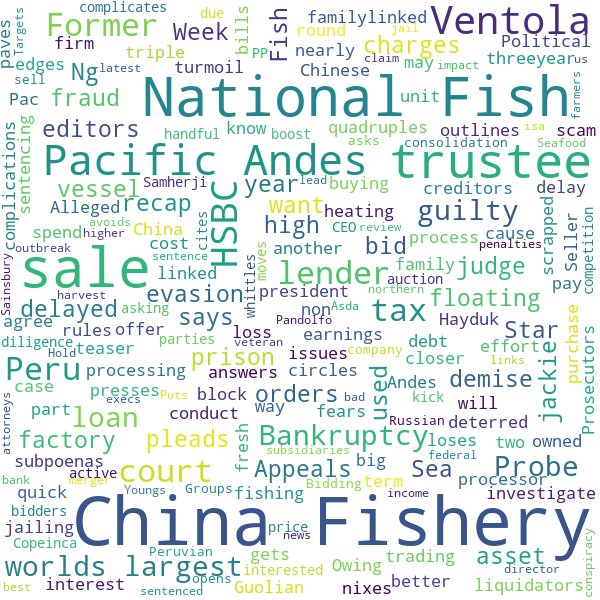 complicates due jail familylinked Ventola
paves Targets Former Week bills Fish round charges Political
firm triple PP nearly claim threeyear latest impact us
edges Ng turmoil Chinese may isa farmers
sell National Fish
Pac fraud handful know boost unit outlines scam
sentencing editors asks quadruples consolidation Seafood
complications Pacific Andes trustee
vessel Samherji year lead buying creditors delay
Alleged recap HSBC want CEO review process guilty scrapped Seller competition
spend China avoids cites heating cause
higher cost another bid penalties pay
Sainsbury outbreak sale linked sentence high family judge
harvest evasion whittles moves lender auction floating purchase
delayed asking president non northern tax
agree rules offer says parties Asda Hayduk Star
diligence teaser loss Pandolfo earnings debt efforts
Hold processing veteran issues company closer links Prosecutors
Peru prison answers circles Andes demise jackie
case execs presses orders block bad used kick will
attorneys part loan conduct way fears Russian deterred
Puts Bankruptcy loses two owned
factory pleads fresh subsidiaries federal
subpoenas court Appeals big Sea processor Probe
bank active merger fishing term investigate
quick Youngs Groups Bidding income
bidders China Fishery
jailing
Copeinca price news director conspiracy
worlds largest Peruvian gets Owing trading asset
opens interested better liquidators
best interest sentenced Guolian nixes